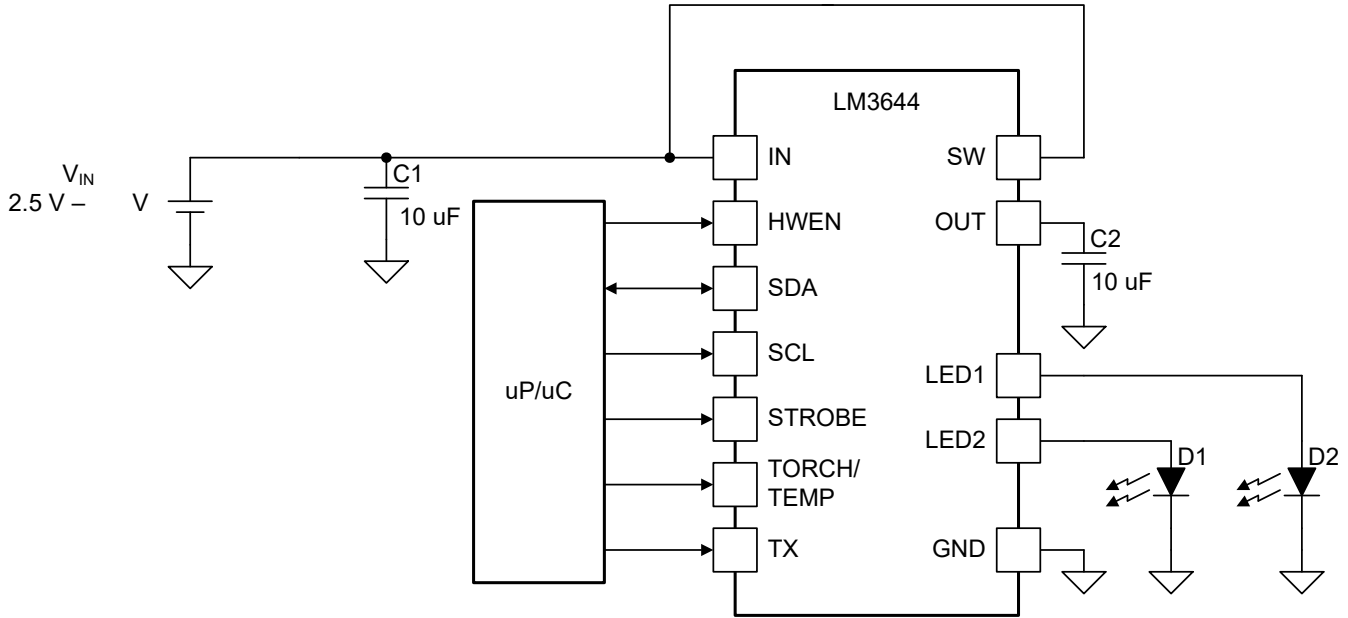 LM3644
IN
SW
V_IN
2.5 V –
V
C1
10 uF
HWEN
OUT
C2
10 uF
SDA
SCL
uP/uC
LED1
STROBE
LED2
D1
D2
TORCH/
TEMP
TX
GND